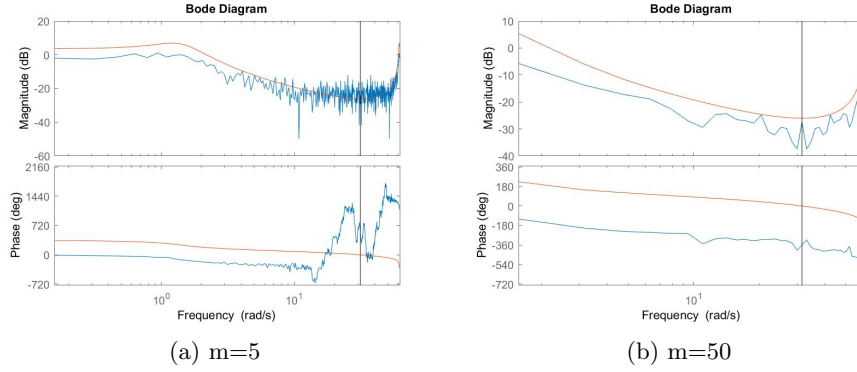 Bode Diagram
Magnitude (dB)
20
0
-20
-40
-60
Phase (deg)
2160
1440
720
0
-720
10^0
10^1
Frequency (rad/s)
(a) m=5
Bode Diagram
Magnitude (dB)
10
0
-10
-20
-30
-40
Phase (deg)
360
180
0
-180
-360
-540
-720
10^1
Frequency (rad/s)
(b) m=50